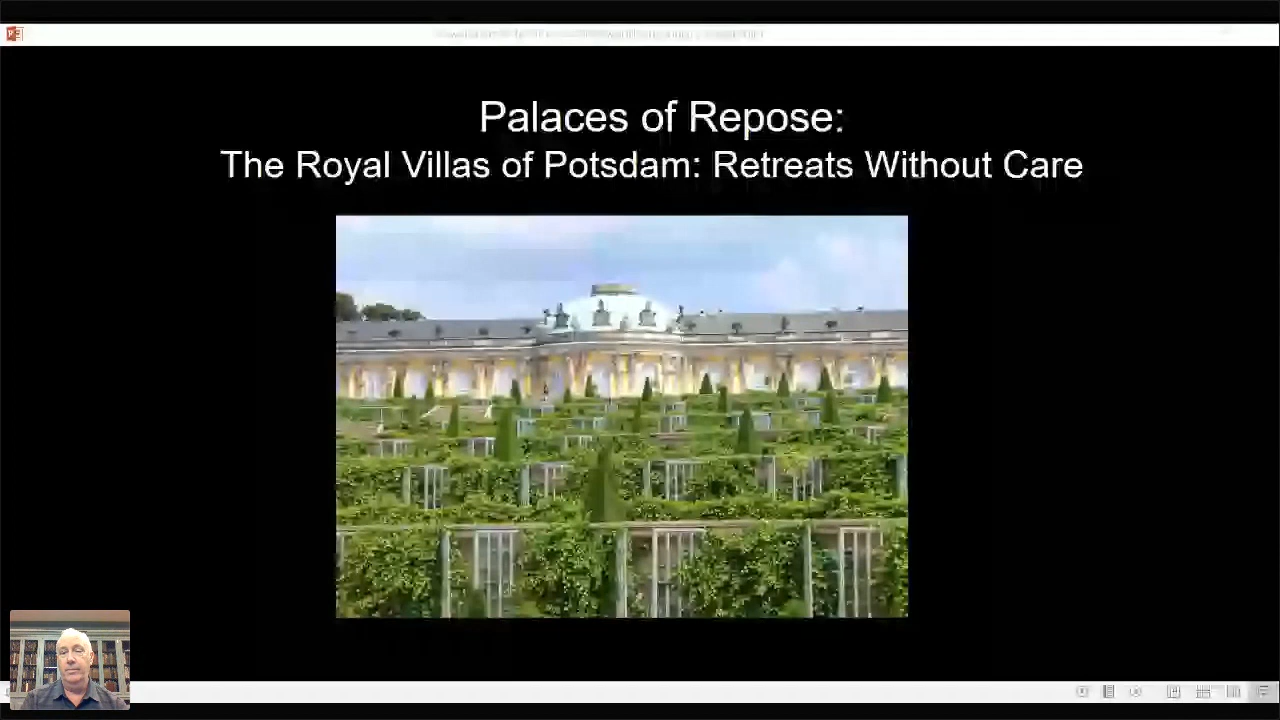 Palaces of Repose:
The Royal Villas of Potsdam: Retreats Without Care